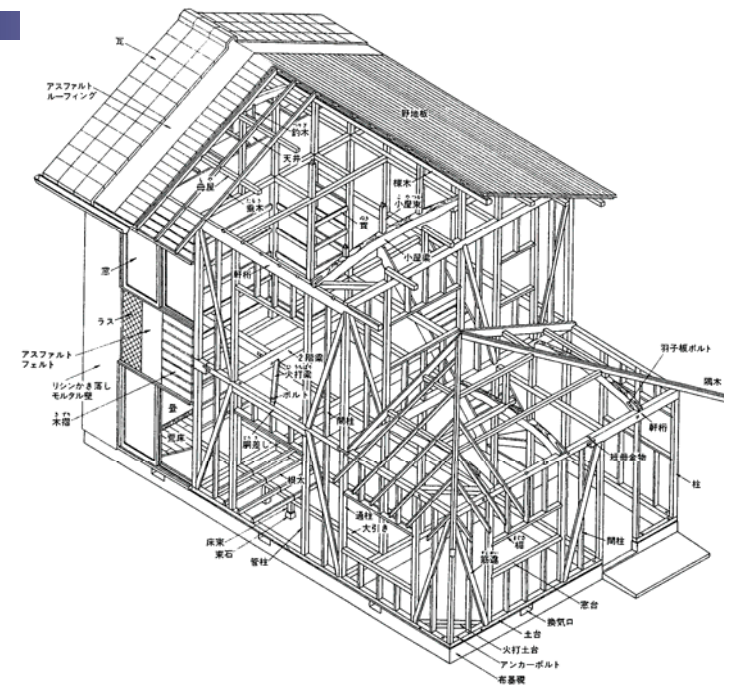 瓦
アスファルト
ルーフィング
野地板
釣木
天井
母屋
垂木
棟木
小屋束
貫
小屋梁
軒桁
窓
ラス
アスファルト
フェルト
リシンかき落し
モルタル壁
木摺
畳
荒床
2階梁
火打梁
ボルト
間柱
胴差し
根太
床束
束石
管柱
通柱
大引き
羽子板ボルト
隅木
軒桁
短冊金物
柱
間柱
楣
筋違
窓台
換気口
土台
火打土台
アンカーボルト
布基礎